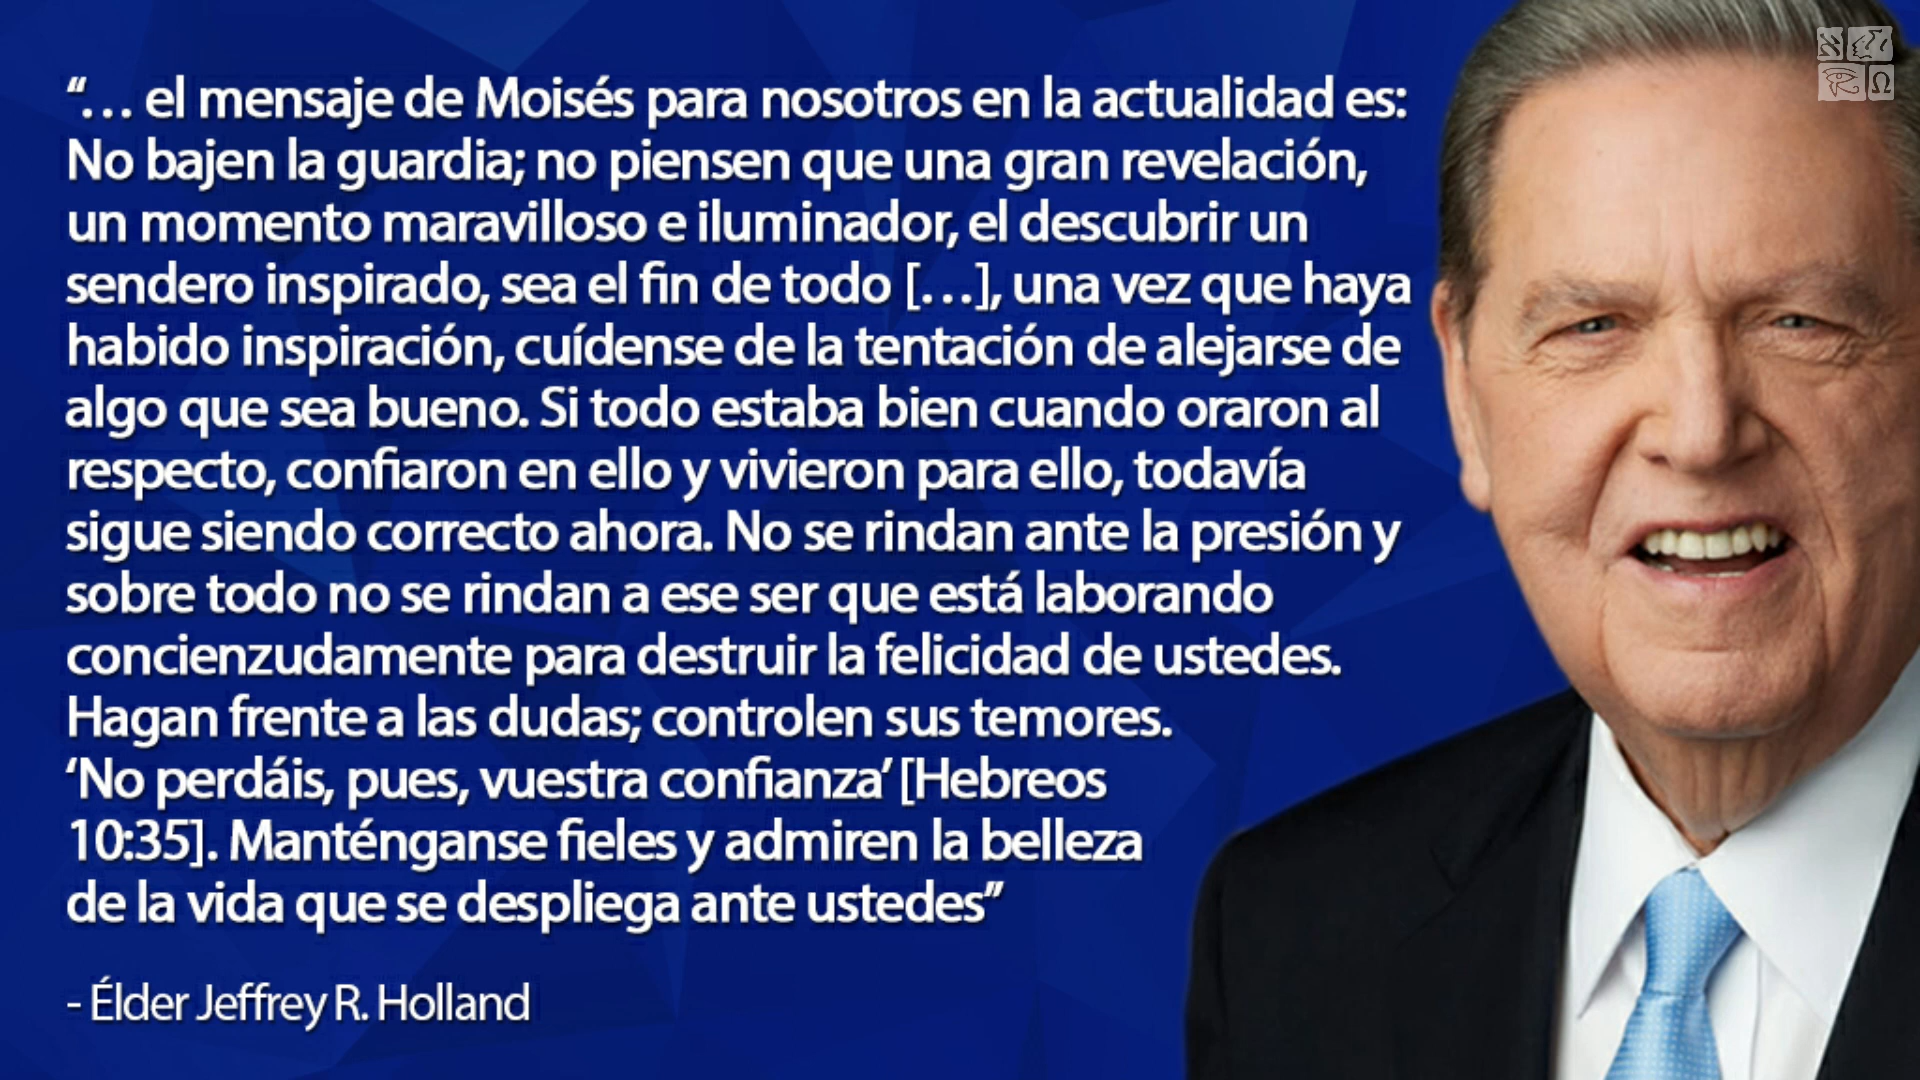 “… el mensaje de Moisés para nosotros en la actualidad es:
No bajen la guardia; no piensen que una gran revelación,
un momento maravilloso e iluminador, el descubrir un
sendero inspirado, sea el fin de todo […], una vez que haya
habido inspiración, cuídense de la tentación de alejarse de
algo que sea bueno. Si todo estaba bien cuando oraron al
respecto, confiaron en ello y vivieron para ello, todavía
sigue siendo correcto ahora. No se rindan ante la presión y
sobre todo no se rindan a ese ser que está laborando
concienzudamente para destruir la felicidad de ustedes.
Hagan frente a las dudas; controlen sus temores.
‘No perdáis, pues, vuestra confianza’ [Hebreos
10:35]. Manténganse fieles y admiren la belleza
de la vida que se despliega ante ustedes”
- Élder Jeffrey R. Holland